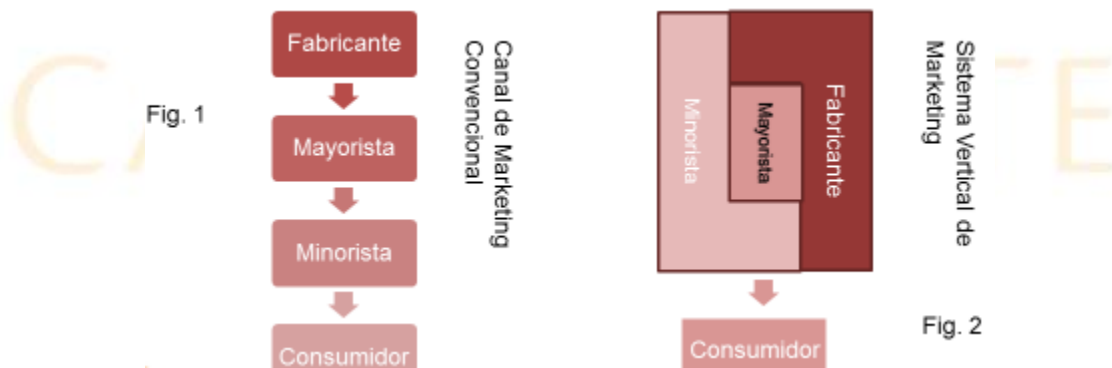 Fig. 1
Fabricante
Mayorista
Minorista
Consumidor
Canal de Marketing
Convencional
Minorista
Mayorista
Fabricante
Consumidor
Sistema Vertical de
Marketing
Fig. 2